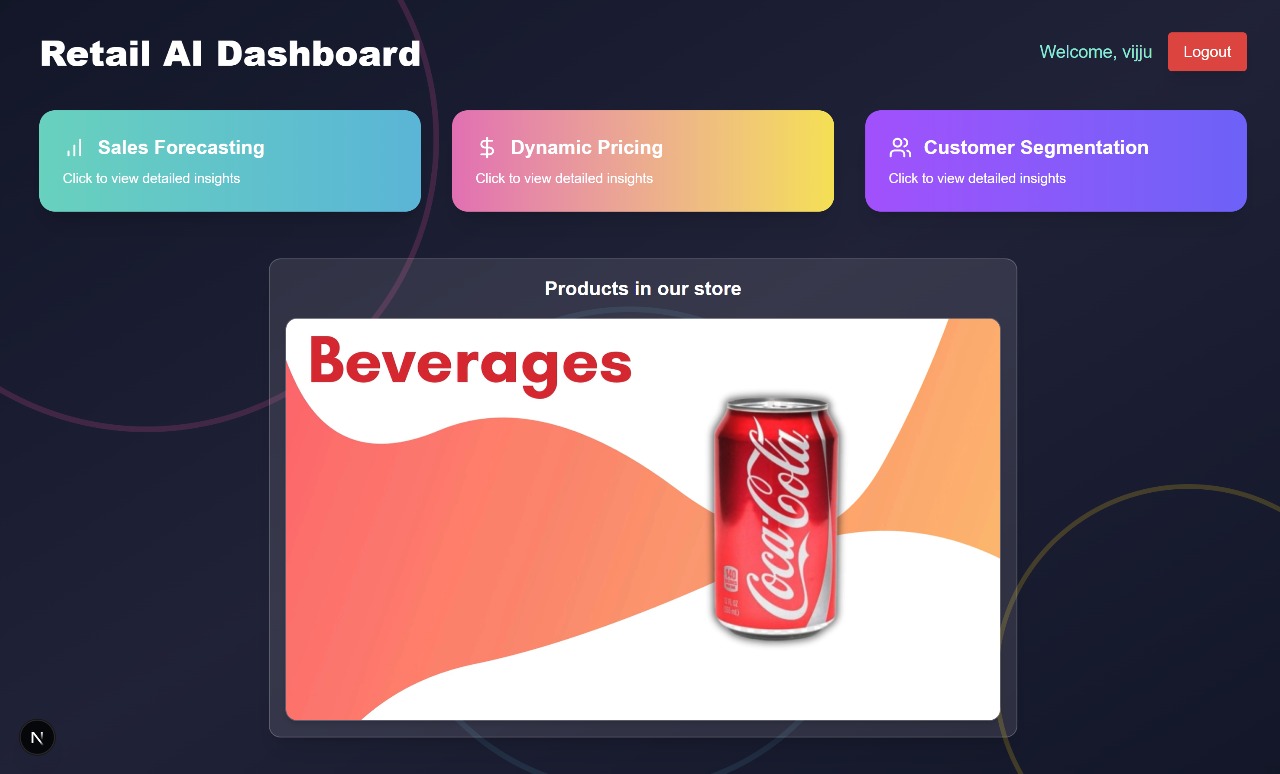 Retail AI Dashboard
Welcome, vijju
Logout
Sales Forecasting
Click to view detailed insights
Dynamic Pricing
Click to view detailed insights
Customer Segmentation
Click to view detailed insights
Products in our store
Beverages
Coca-Cola
140
N